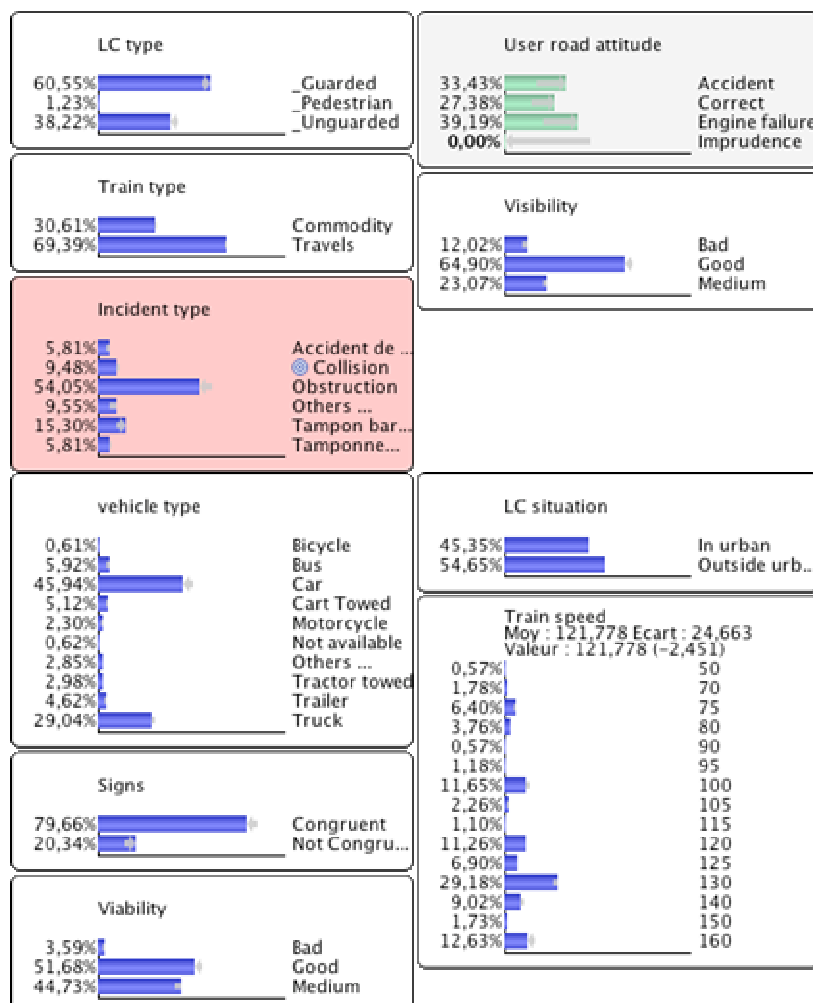 LC type
60,55% _Guarded
1,23% _Pedestrian
38,22% _Unguarded
Train type
30,61% Commodity
69,39% Travels
Incident type
5,81% Accident de ...
9,48% Collision
54,05% Obstruction
9,55% Others ...
15,30% Tampon bar...
5,81% Tamponne...
vehicle type
0,61% Bicycle
5,92% Bus
45,94% Car
5,12% Cart Towed
2,30% Motorcycle
0,62% Not available
2,85% Others ...
2,98% Tractor towed
4,62% Trailer
29,04% Truck
Signs
79,66% Congruent
20,34% Not Congru...
Viability
3,59% Bad
51,68% Good
44,73% Medium
User road attitude
33,43% Accident
27,38% Correct
39,19% Engine failure
0,00% Imprudence
Visibility
12,02% Bad
64,90% Good
23,07% Medium
LC situation
45,35% In urban
54,65% Outside urb..
Train speed
Moy : 121,778 Ecart : 24,663
Valeur : 121,778 (-2,451)
0,57% 50
1,78% 70
6,40% 75
3,76% 80
0,57% 90
1,18% 95
11,65% 100
2,26% 105
1,10% 115
11,26% 120
6,90% 125
29,18% 130
9,02% 140
1,73% 150
12,63% 160